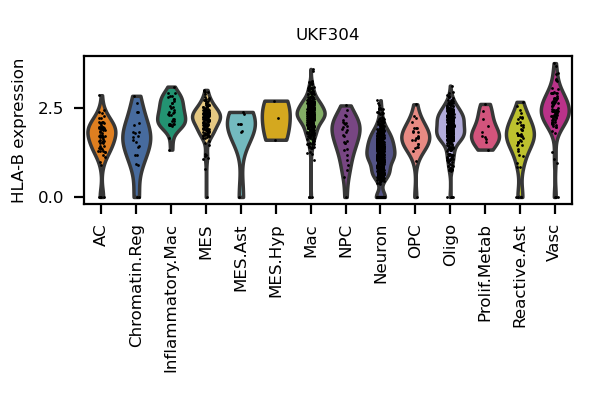 UKF304
HLA-B expression
2.5
0.0
AC
Chromatin.Reg
Inflammatory.Mac
MES
MES.Ast
MES.Hyp
Mac
NPC
Neuron
OPC
Oligo
Prolif.Metab
Reactive.Ast
Vasc